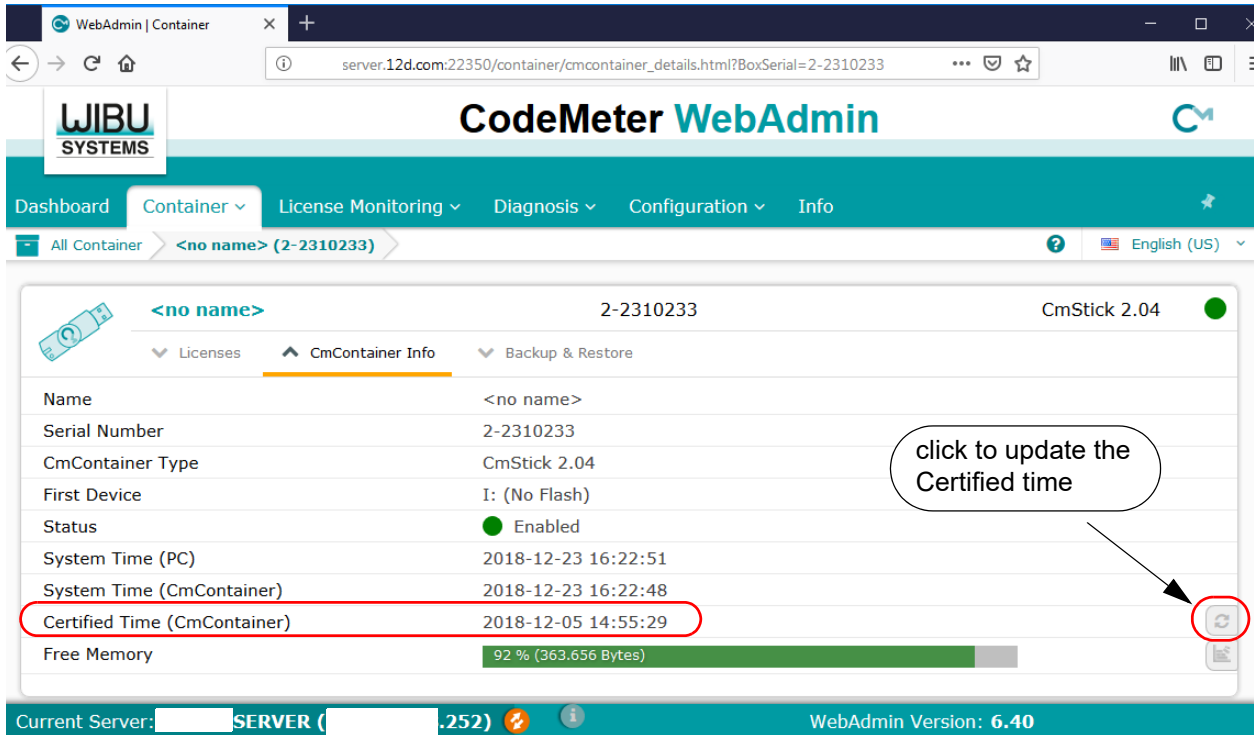 WebAdmin | Container
server.12d.com:22350/container/cmcontainer_details.html?BoxSerial=2-2310233
WIBU
SYSTEMS
CodeMeter WebAdmin
Dashboard Container License Monitoring Diagnosis Configuration Info
All Container <no name> (2-2310233) English (US)
<no name> 2-2310233 CmStick 2.04
Licenses CmContainer Info Backup & Restore
Name <no name>
Serial Number 2-2310233
CmContainer Type CmStick 2.04
First Device I: (No Flash)
Status Enabled
System Time (PC) 2018-12-23 16:22:51
System Time (CmContainer) 2018-12-23 16:22:48
Certified Time (CmContainer) 2018-12-05 14:55:29
Free Memory 92 % (363.656 Bytes)
click to update the
Certified time
Current Server: SERVER ( .252) WebAdmin Version: 6.40